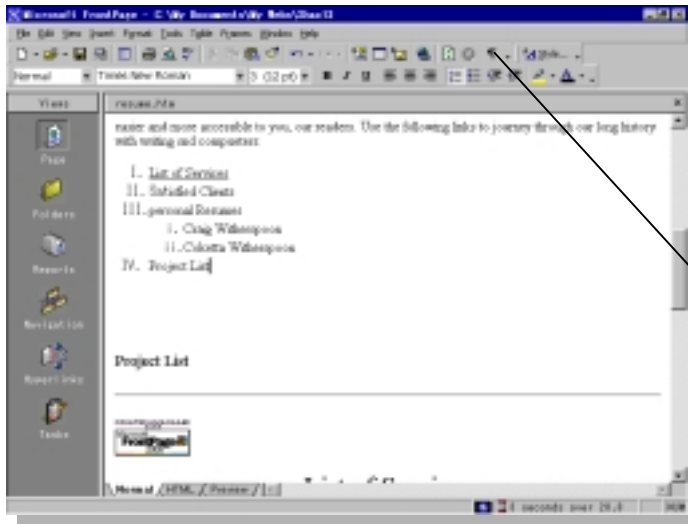 Microsoft FrontPage - C:\My Documents\My Webs\
File Edit View Insert Format Tools Table Frames Window Help
Normal Times New Roman 3 (12 pt)
Views
resume.htm
Page
Folders
Reports
Navigation
Hyperlinks
Tasks
easier and more accessible to you, our readers. Use the following links to journey through our long history
with writing and computers:
I. List of Services
II. Satisfied Clients
III. personal Resumes
i. Craig Witherspoon
ii. Coletta Witherspoon
IV. Project List
Project List
FrontPage
Normal HTML Preview
seconds over 28.8
NUM